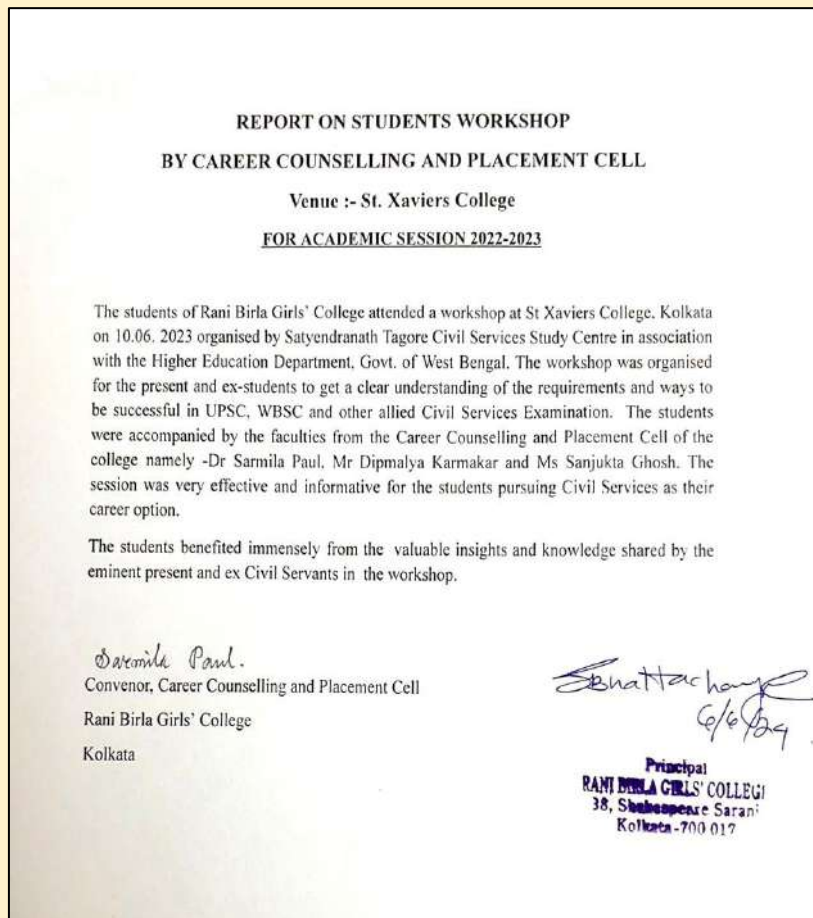 REPORT ON STUDENTS WORKSHOP
BY CAREER COUNSELLING AND PLACEMENT CELL
Venue :- St. Xaviers College
FOR ACADEMIC SESSION 2022-2023
The students of Rani Birla Girls' College attended a workshop at St Xaviers College. Kolkata
on 10.06. 2023 organised by Satyendranath Tagore Civil Services Study Centre in association
with the Higher Education Department, Govt. of West Bengal. The workshop was organised
for the present and ex-students to get a clear understanding of the requirements and ways to
be successful in UPSC, WBSC and other allied Civil Services Examination. The students
were accompanied by the faculties from the Career Counselling and Placement Cell of the
college namely -Dr Sarmila Paul, Mr Dipmalya Karmakar and Ms Sanjukta Ghosh. The
session was very effective and informative for the students pursuing Civil Services as their
career option.
The students benefited immensely from the valuable insights and knowledge shared by the
eminent present and ex Civil Servants in the workshop.
Sarmila Paul.
Convenor, Career Counselling and Placement Cell
Rani Birla Girls' College
Kolkata
SBhattacharya
6/6/24
Principal
RANI BIRLA GIRLS' COLLEGE
38, Shakespeare Sarani
Kolkata-700 017